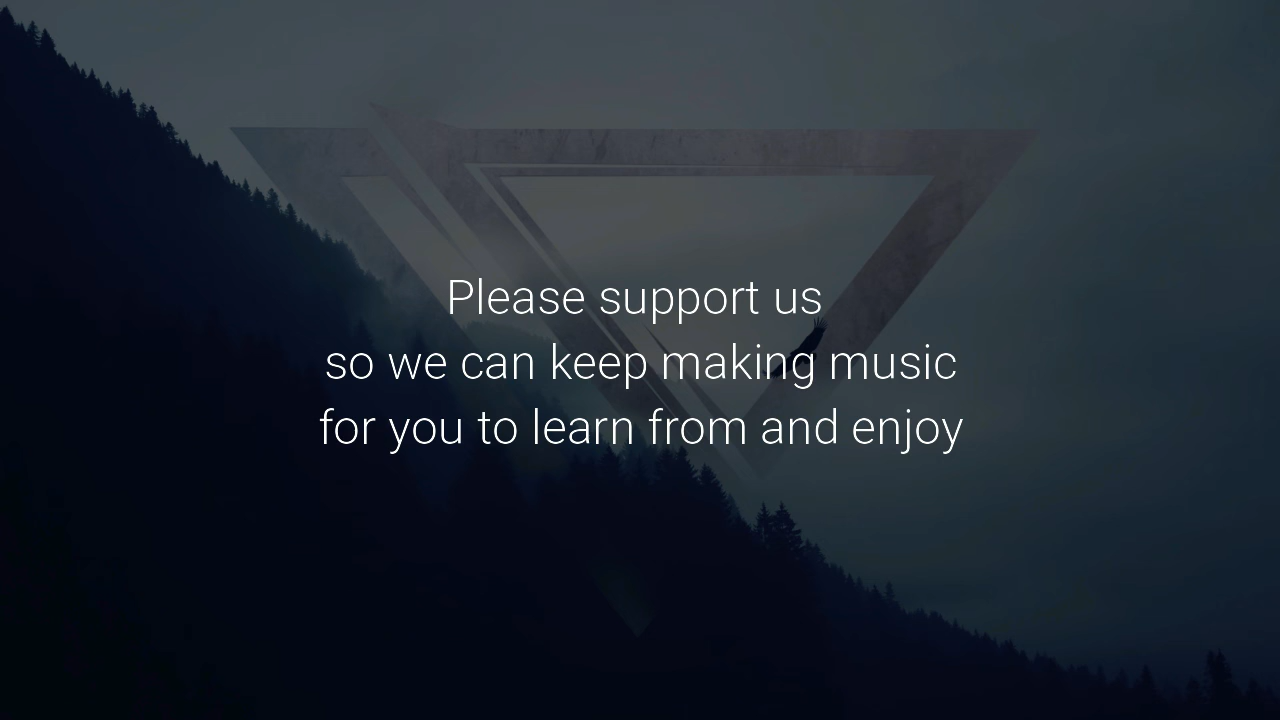 Please support us
so we can keep making music
for you to learn from and enjoy